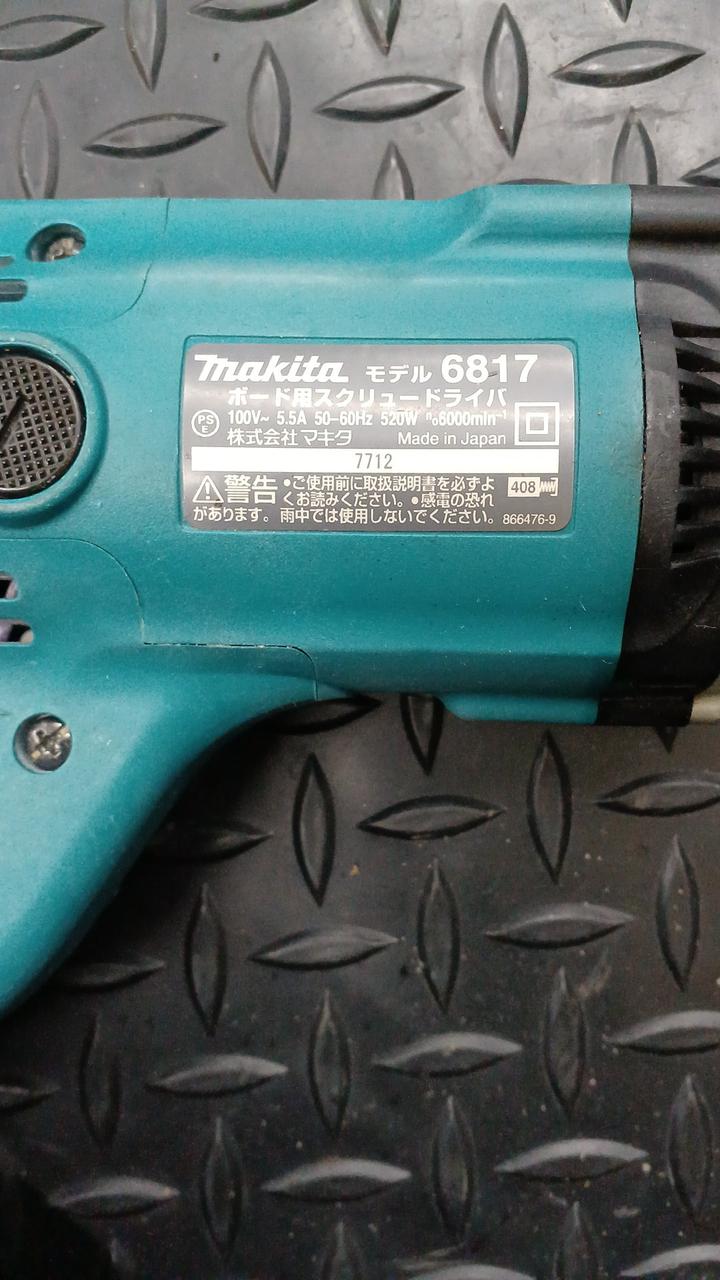 makita モデル 6817
ボード用スクリュードライバ
PS E 100V~ 5.5A 50-60Hz 520W n₀6000min⁻¹
株式会社マキタ Made in Japan
7712
警告 •ご使用前に取扱説明書を必ずよ 408
くお読みください。•感電の恐れ
があります。雨中では使用しないでください。 866476-9